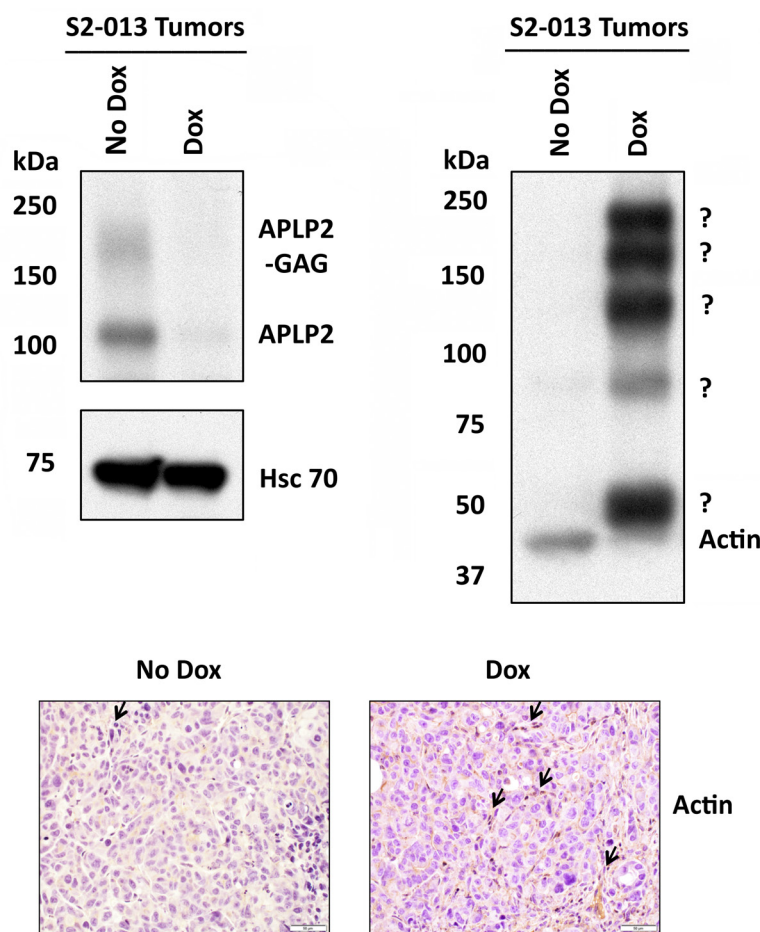 S2-013 Tumors
No Dox
Dox
kDa
250
150
100
APLP2
-GAG
APLP2
75
Hsc 70
S2-013 Tumors
No Dox
Dox
kDa
250
150
100
75
50
37
?
?
?
?
?
Actin
No Dox
Dox
Actin